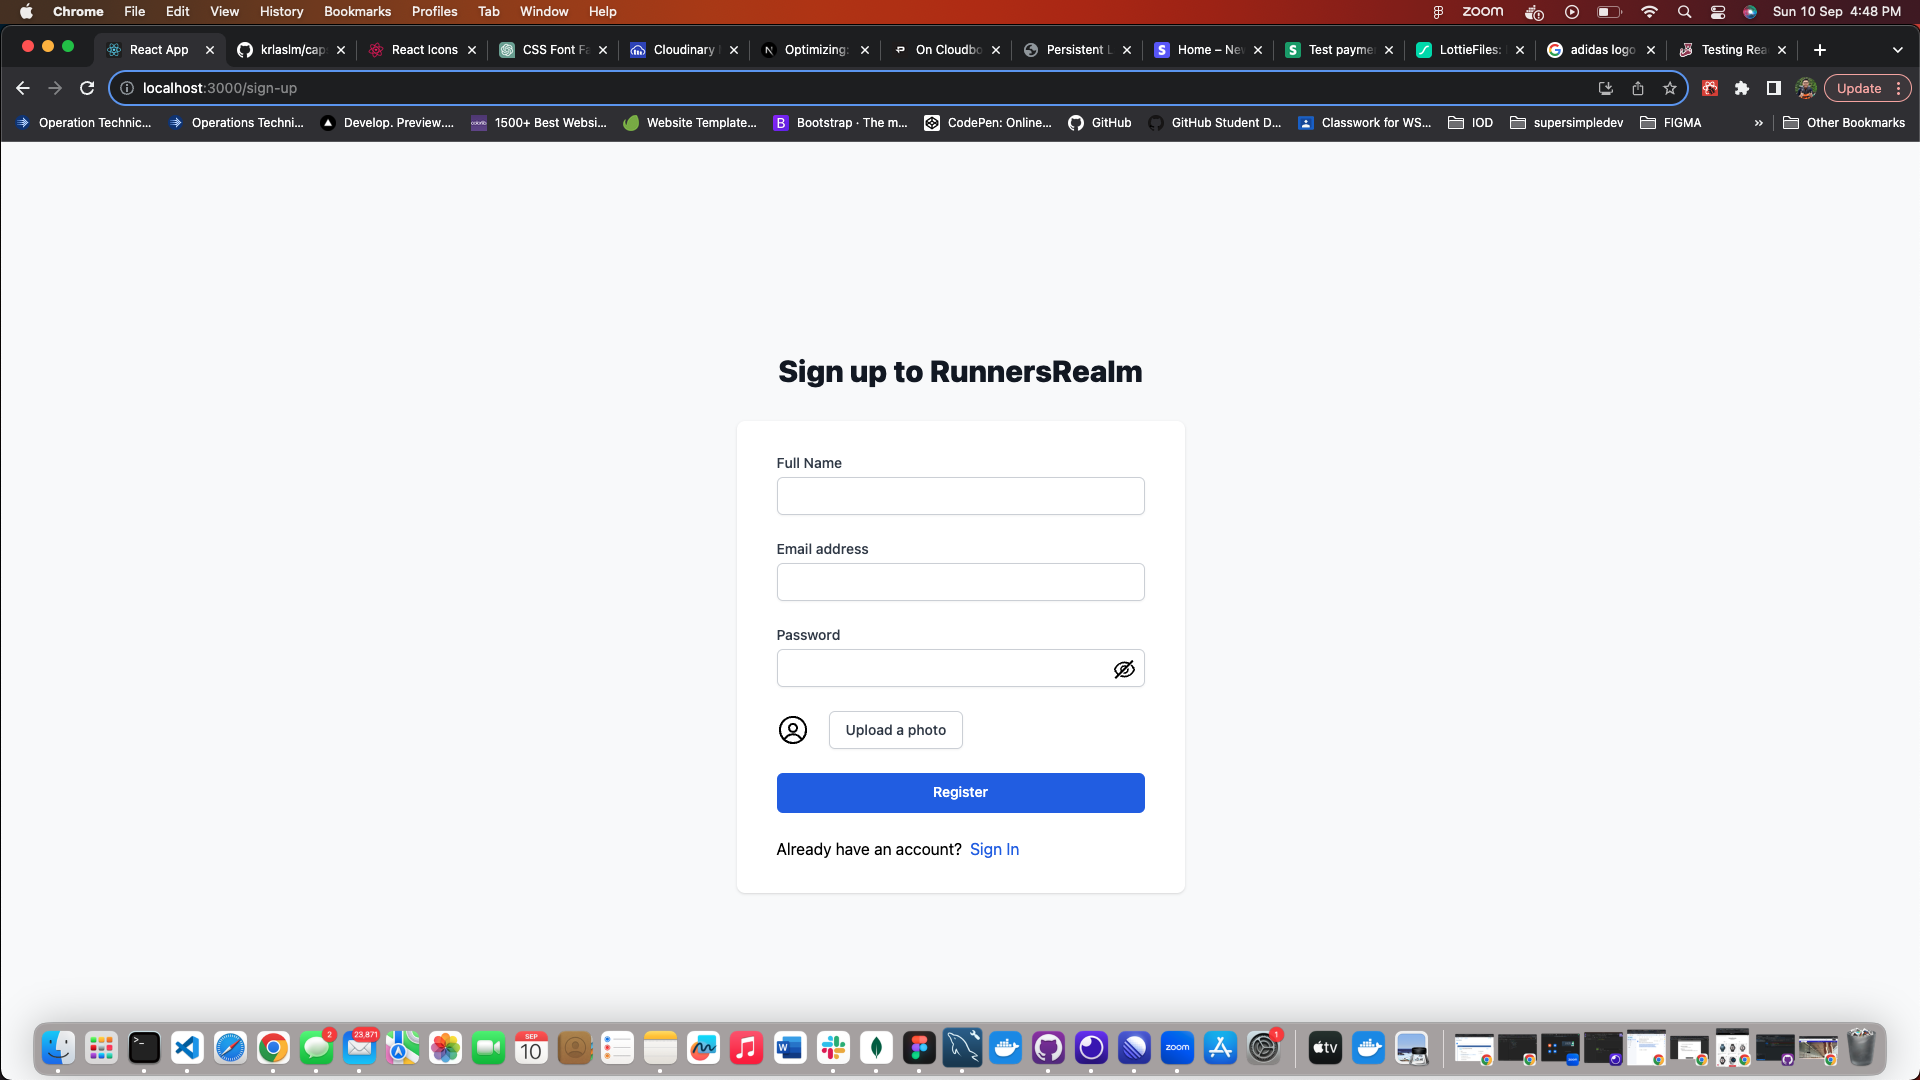 Chrome File Edit View History Bookmarks Profiles Tab Window Help zoom Sun 10 Sep 4:48 PM
React App krlaslm/cap React Icons CSS Font Fa Cloudinary Optimizing: On Cloudbo Persistent L Home – New Test payme LottieFiles: adidas logo Testing Rea
localhost:3000/sign-up Update
Operation Technic... Operations Techni... Develop. Preview.... 1500+ Best Websi... Website Template... Bootstrap · The m... CodePen: Online... GitHub GitHub Student D... Classwork for WS... IOD supersimpledev FIGMA » Other Bookmarks
Sign up to RunnersRealm
Full Name
Email address
Password
Upload a photo
Register
Already have an account? Sign In
2 23,871 SEP 10 zoom 1 tv